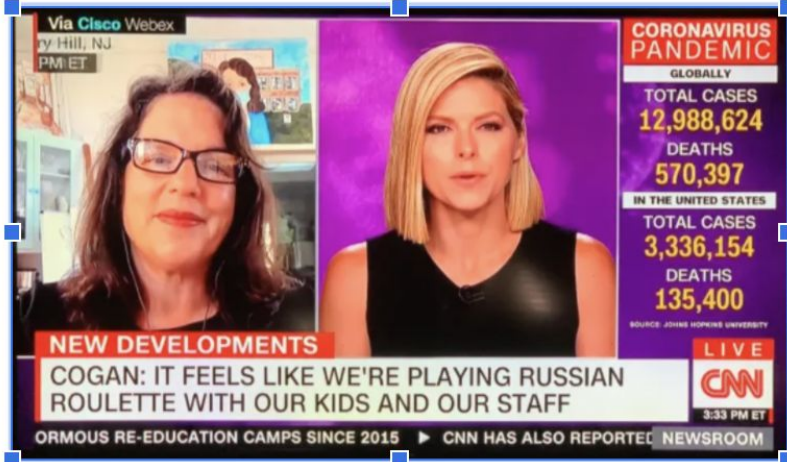 Via Cisco Webex
ry Hill, NJ
PM ET
CORONAVIRUS
PANDEMIC
GLOBALLY
TOTAL CASES
12,988,624
DEATHS
570,397
IN THE UNITED STATES
TOTAL CASES
3,336,154
DEATHS
135,400
SOURCE: JOHNS HOPKINS UNIVERSITY
NEW DEVELOPMENTS
COGAN: IT FEELS LIKE WE'RE PLAYING RUSSIAN
ROULETTE WITH OUR KIDS AND OUR STAFF
LIVE
CNN
3:33 PM ET
ORMOUS RE-EDUCATION CAMPS SINCE 2015 ▶ CNN HAS ALSO REPORTED
NEWSROOM